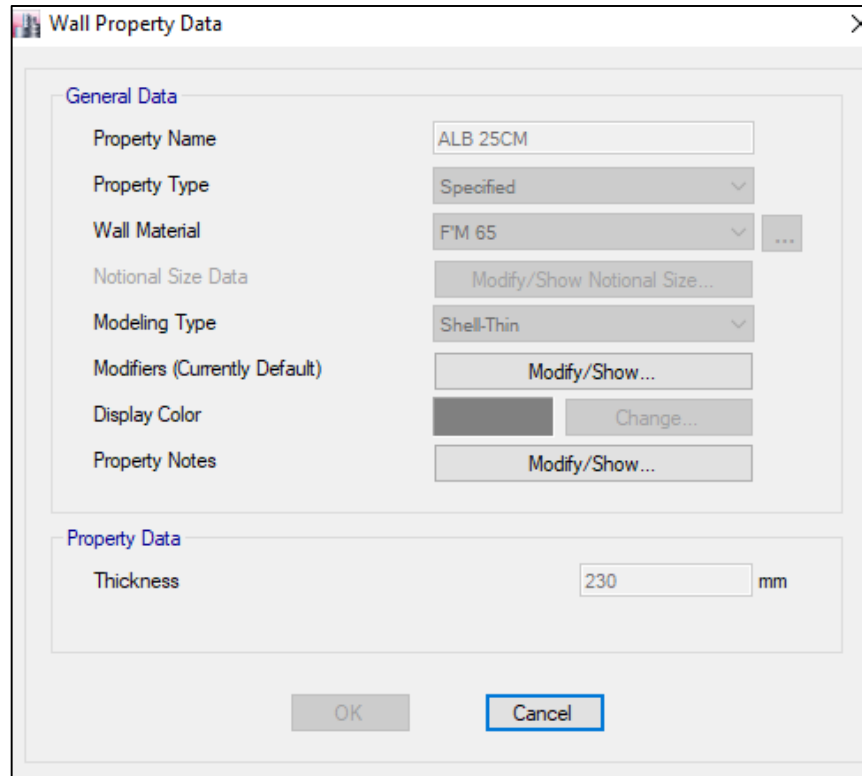 Wall Property Data
General Data
Property Name ALB 25CM
Property Type Specified
Wall Material F'M 65 ...
Notional Size Data Modify/Show Notional Size...
Modeling Type Shell-Thin
Modifiers (Currently Default) Modify/Show...
Display Color Change...
Property Notes Modify/Show...
Property Data
Thickness 230 mm
OK Cancel